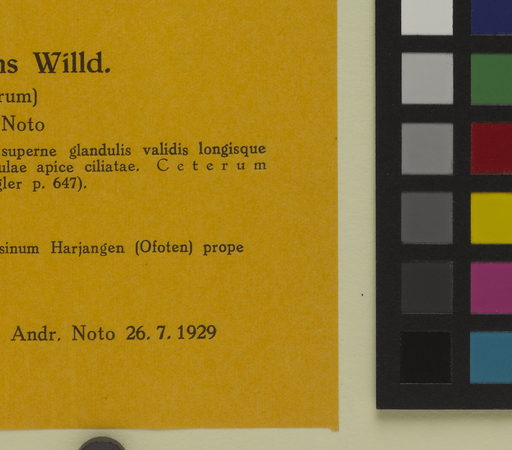 ns Willd.
rum)
Noto
superne glandulis validis longisque
ulae apice ciliatae. Ceterum
gler p. 647).
sinum Harjangen (Ofoten) prope
Andr. Noto 26. 7. 1929